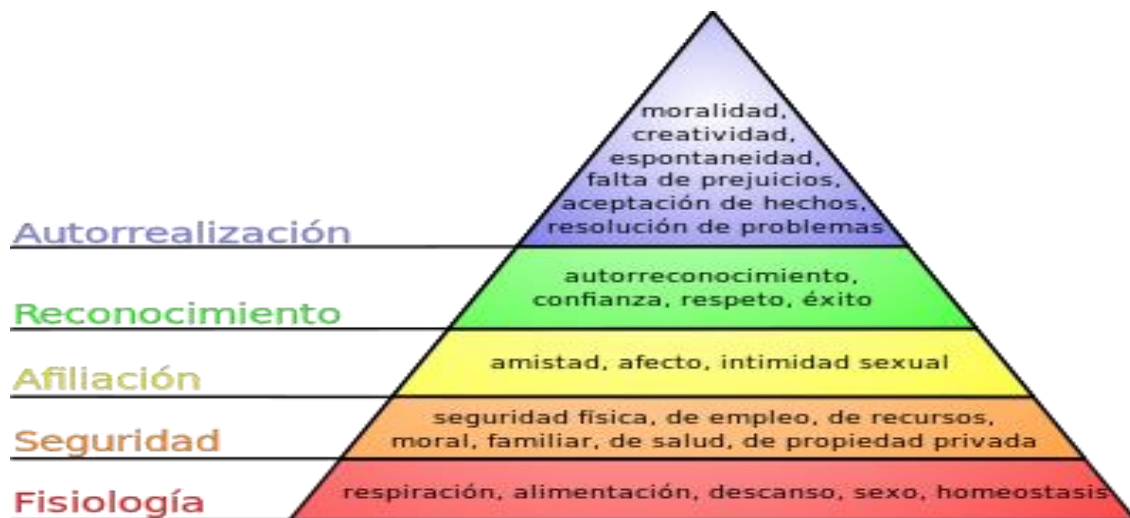 moralidad,
creatividad,
espontaneidad,
falta de prejuicios,
aceptación de hechos,
resolución de problemas
Autorrealización
autorreconocimiento,
confianza, respeto, éxito
Reconocimiento
amistad, afecto, intimidad sexual
Afiliación
seguridad física, de empleo, de recursos,
moral, familiar, de salud, de propiedad privada
Seguridad
respiración, alimentación, descanso, sexo, homeostasis
Fisiología